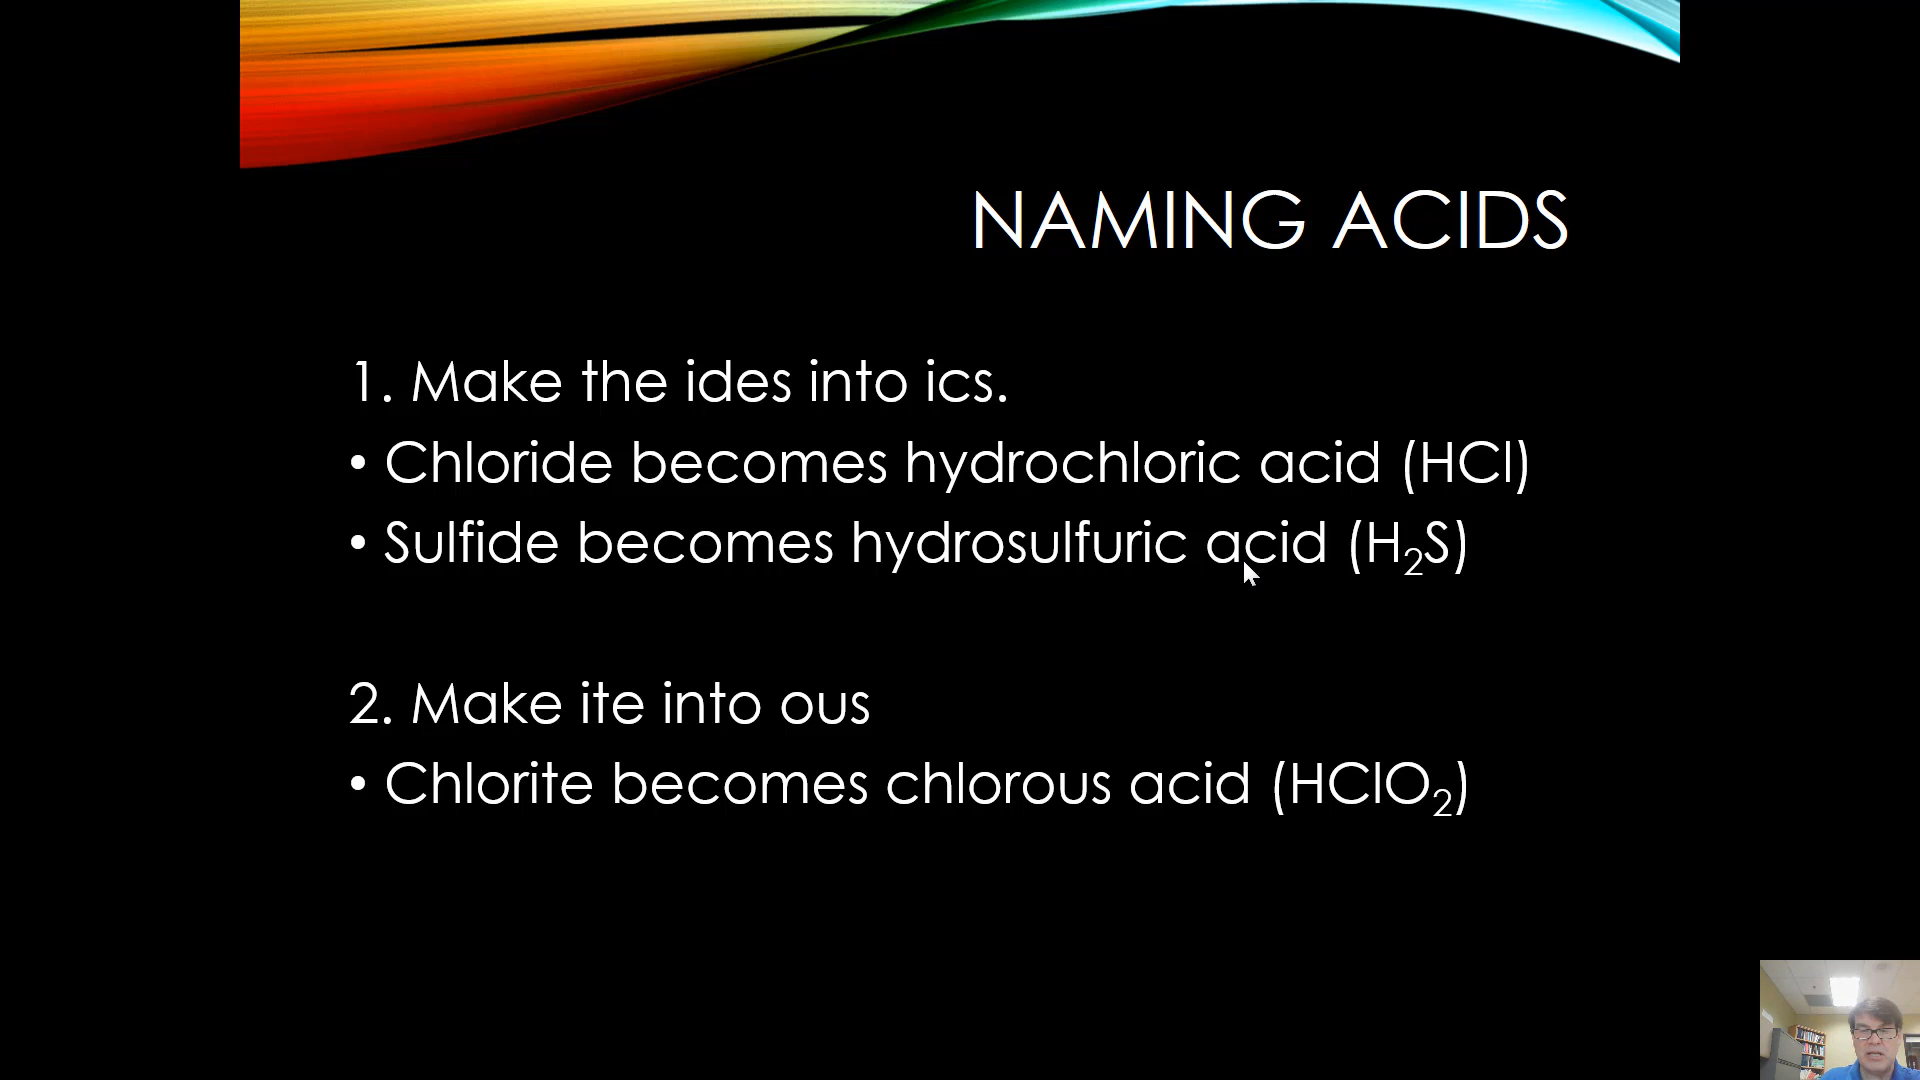 NAMING ACIDS
1. Make the ides into ics.
• Chloride becomes hydrochloric acid (HCl)
• Sulfide becomes hydrosulfuric acid (H₂S)
2. Make ite into ous
• Chlorite becomes chlorous acid (HClO₂)